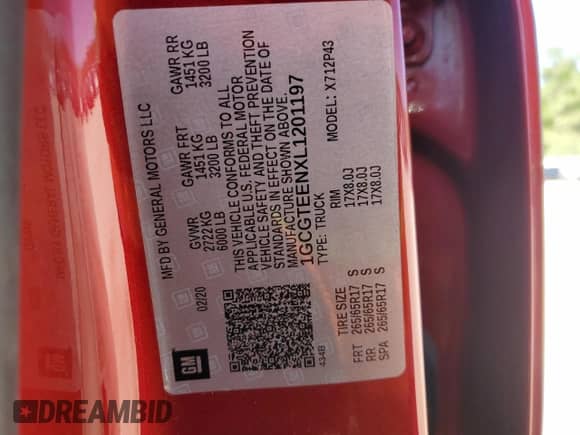 MFD BY GENERAL MOTORS LLC
02/20
GVWR
2722 KG
6000 LB
GAWR FRT
1451 KG
3200 LB
GAWR RR
1451 KG
3200 LB
THIS VEHICLE CONFORMS TO ALL
APPLICABLE U.S. FEDERAL MOTOR
VEHICLE SAFETY AND THEFT PREVENTION
STANDARDS IN EFFECT ON THE DATE OF
MANUFACTURE SHOWN ABOVE.
1GCGTEENXL1201197
TYPE: TRUCK
MODEL: X712P43
GM
434B
TIRE SIZE RIM
FRT 265/65R17 S 17X8.0J
RR 265/65R17 S 17X8.0J
SPA 265/65R17 S 17X8.0J
GM
DREAMBID